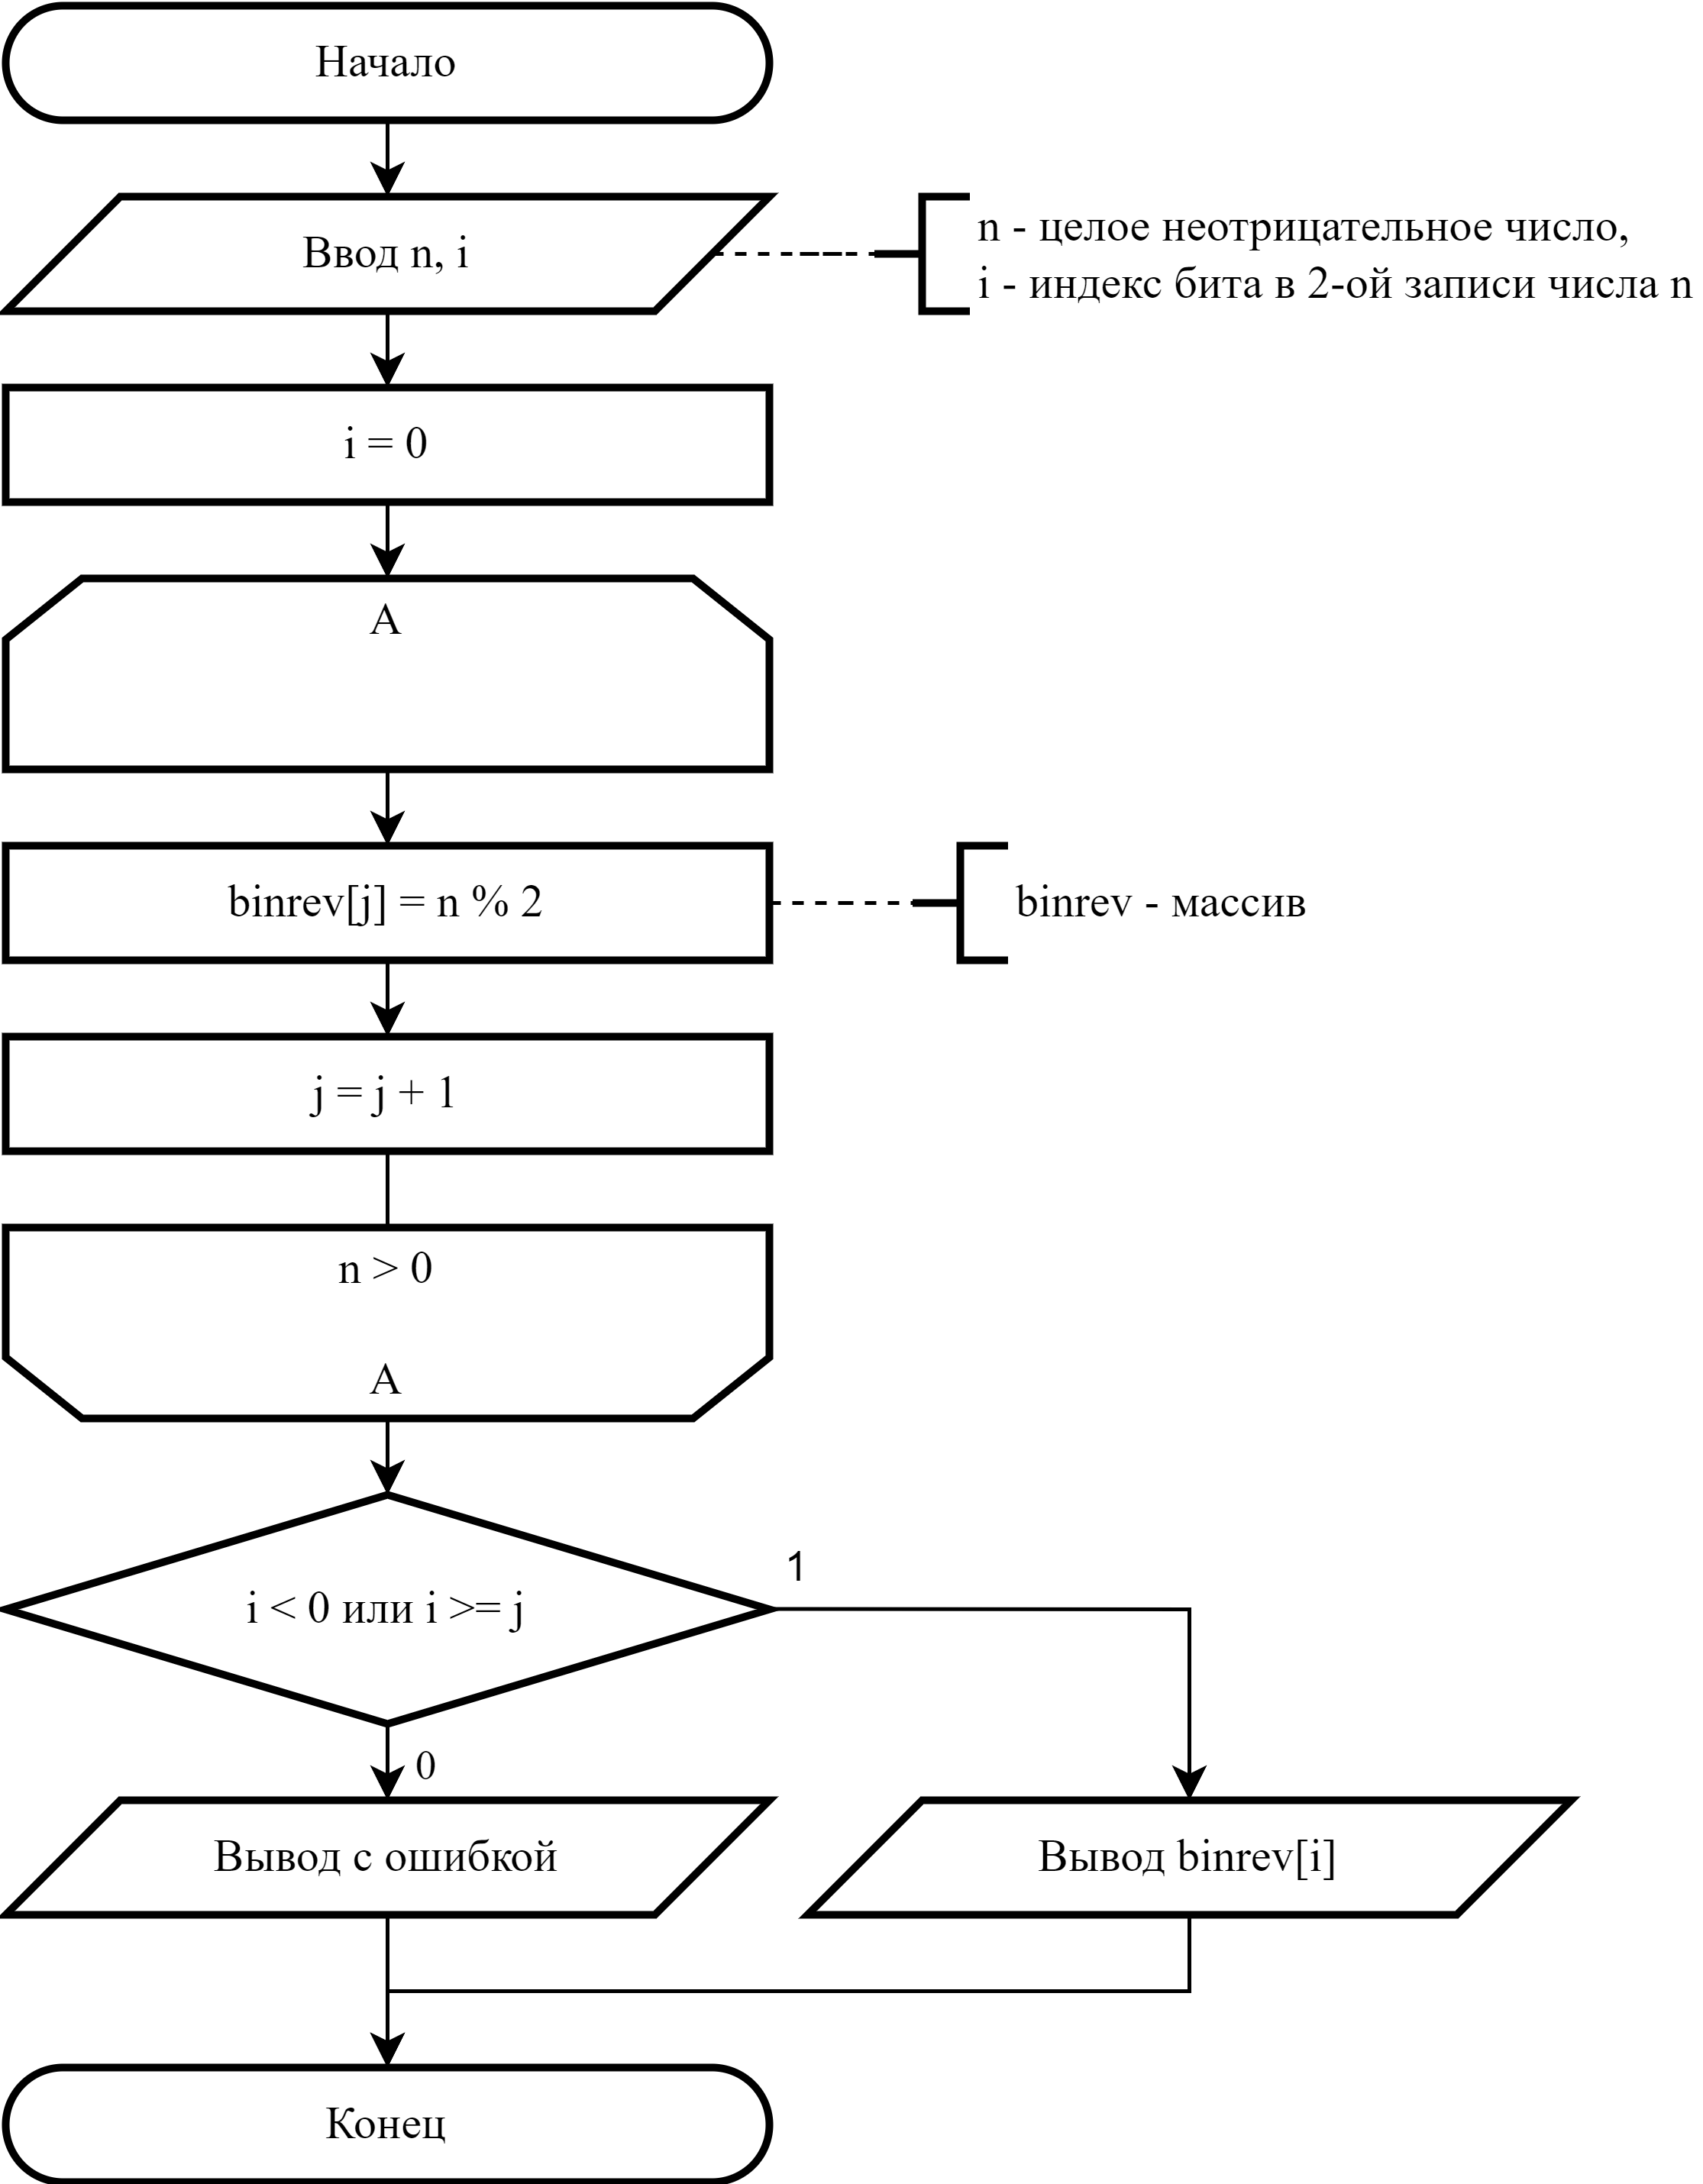 Начало
Ввод n, i
n - целое неотрицательное число,
i - индекс бита в 2-ой записи числа n
i = 0
A
binrev[j] = n % 2
binrev - массив
j = j + 1
n > 0
A
i < 0 или i >= j
1
0
Вывод с ошибкой
Вывод binrev[i]
Конец